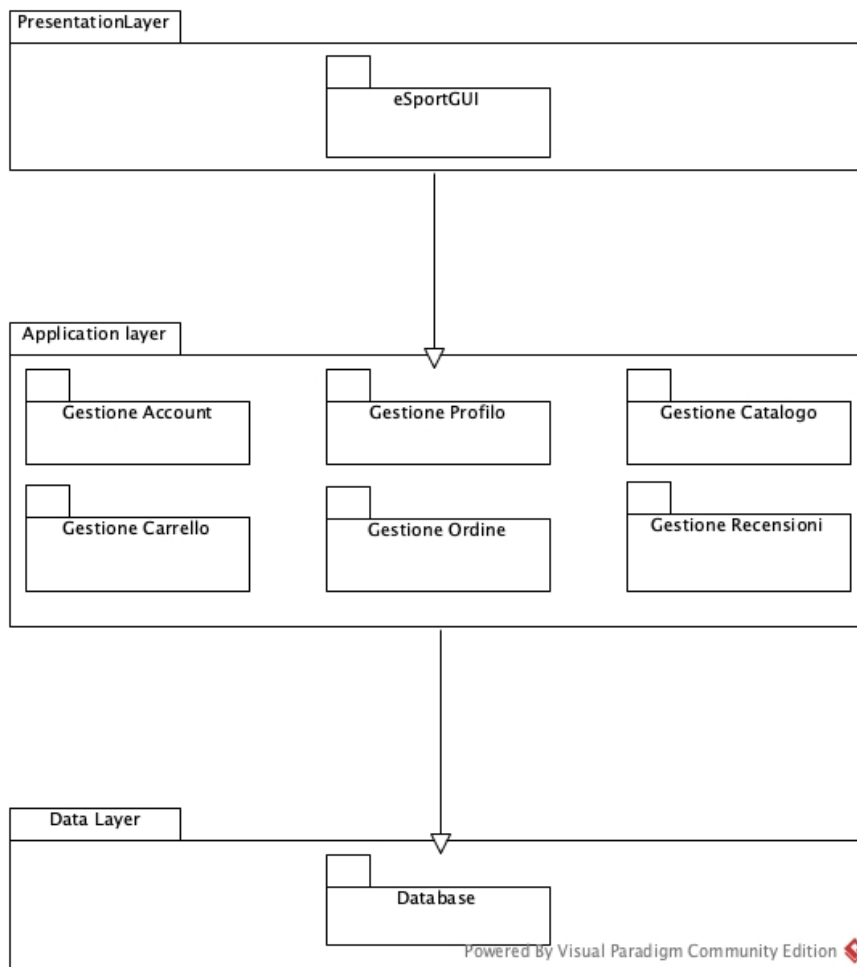 PresentationLayer
eSportGUI
Application layer
Gestione Account
Gestione Profilo
Gestione Catalogo
Gestione Carrello
Gestione Ordine
Gestione Recensioni
Data Layer
Database
Powered By Visual Paradigm Community Edition